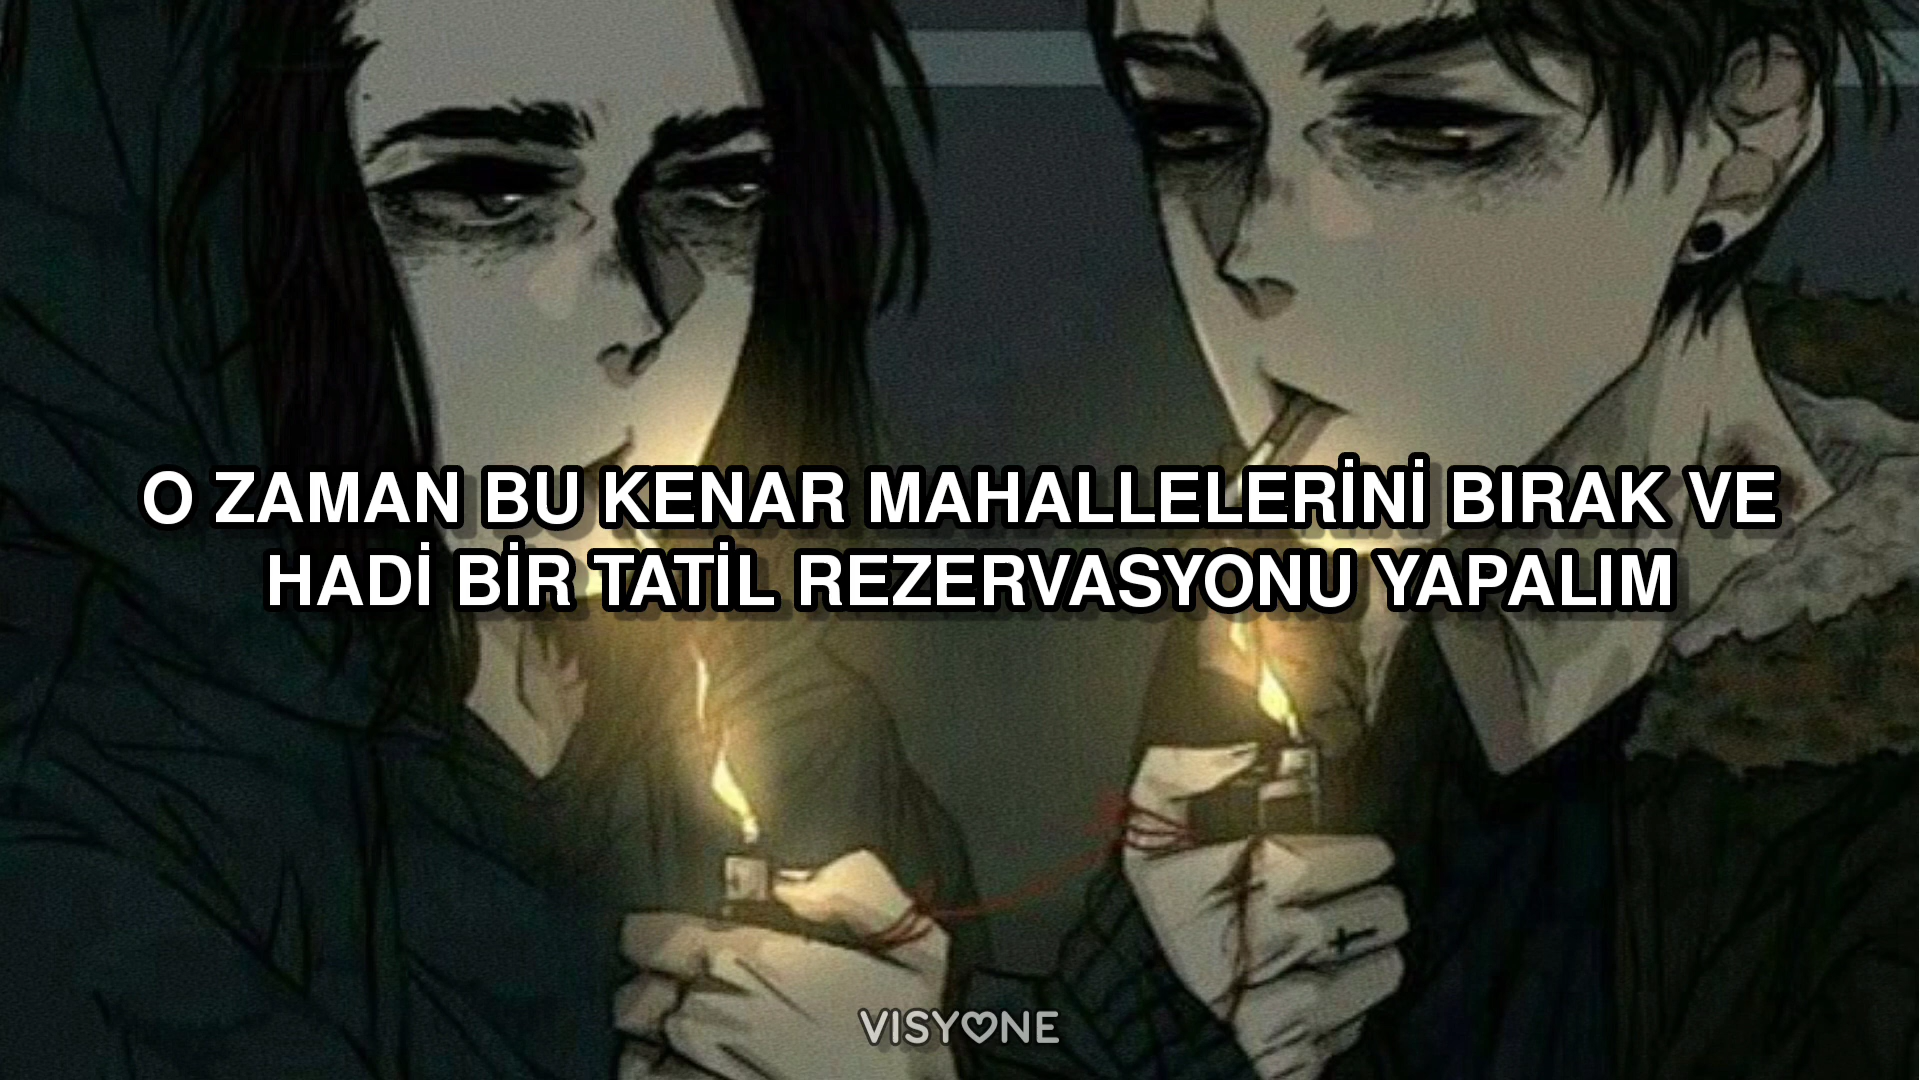 O ZAMAN BU KENAR MAHALLELERİNİ BIRAK VE
HADİ BİR TATİL REZERVASYONU YAPALIM
VISYONE